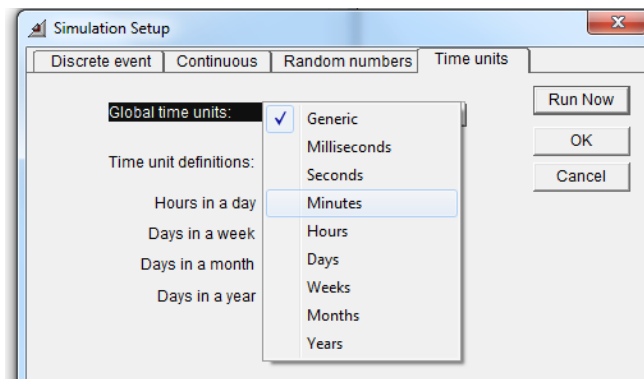 Simulation Setup
Discrete event Continuous Random numbers Time units
Global time units:
Generic
Milliseconds
Seconds
Minutes
Hours
Days
Weeks
Months
Years
Time unit definitions:
Hours in a day
Days in a week
Days in a month
Days in a year
Run Now
OK
Cancel